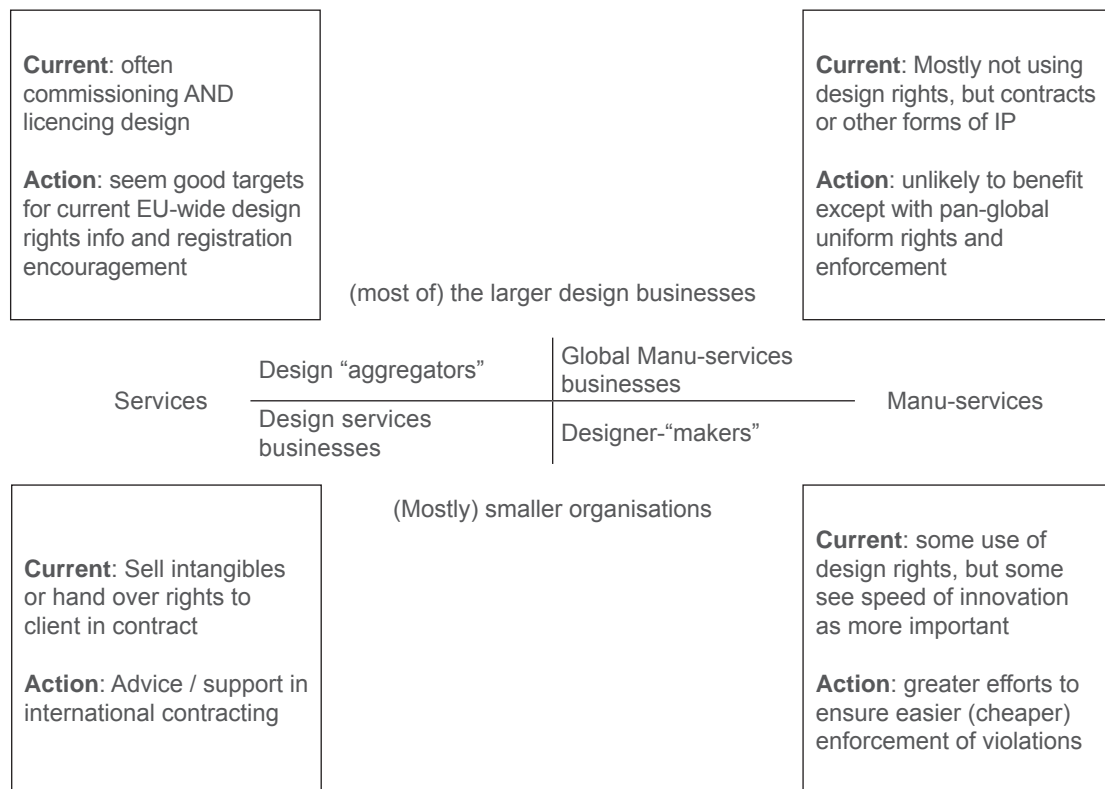 Current: often
commissioning AND
licencing design
Action: seem good targets
for current EU-wide design
rights info and registration
encouragement
Current: Mostly not using
design rights, but contracts
or other forms of IP
Action: unlikely to benefit
except with pan-global
uniform rights and
enforcement
(most of) the larger design businesses
Services
Design “aggregators”
Global Manu-services
businesses
Design services
businesses
Designer-“makers”
Manu-services
(Mostly) smaller organisations
Current: Sell intangibles
or hand over rights to
client in contract
Action: Advice / support in
international contracting
Current: some use of
design rights, but some
see speed of innovation
as more important
Action: greater efforts to
ensure easier (cheaper)
enforcement of violations